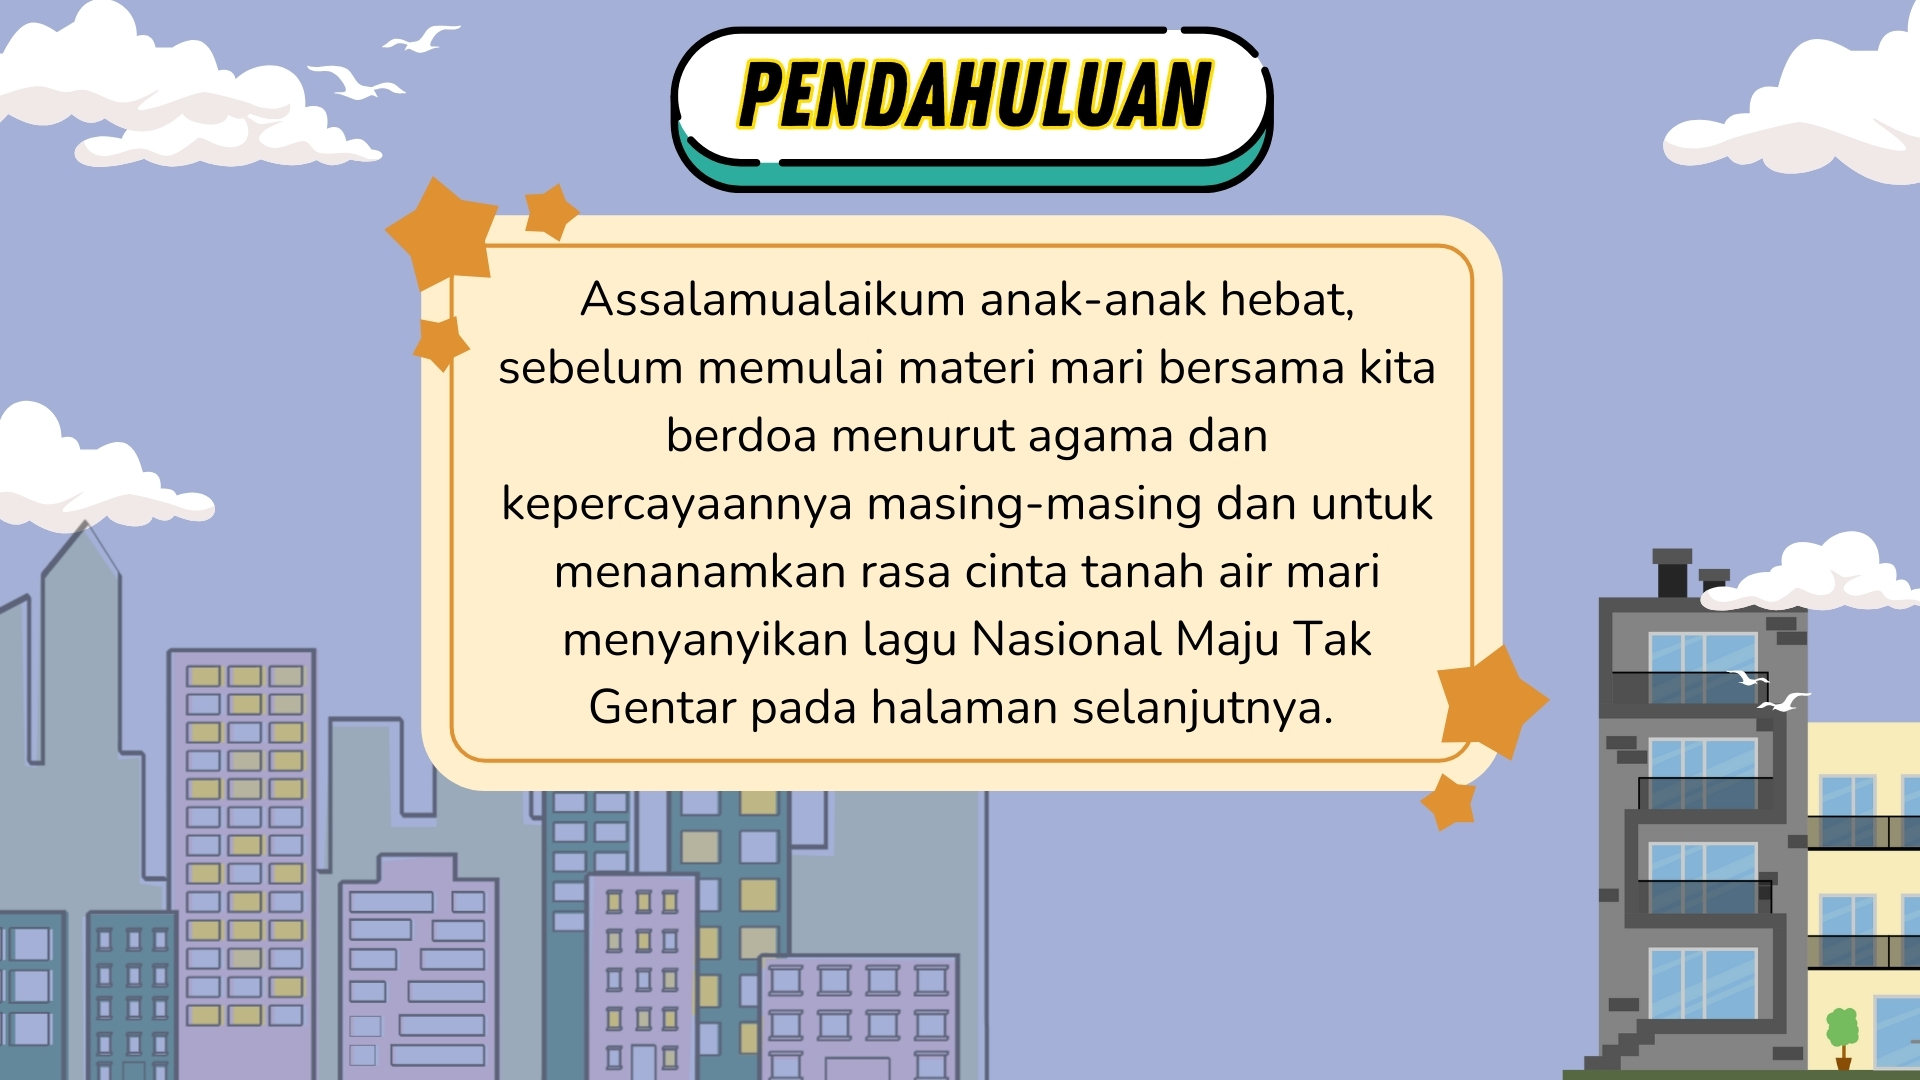 PENDAHULUAN
Assalamualaikum anak-anak hebat,
sebelum memulai materi mari bersama kita
berdoa menurut agama dan
kepercayaannya masing-masing dan untuk
menanamkan rasa cinta tanah air mari
menyanyikan lagu Nasional Maju Tak
Gentar pada halaman selanjutnya.